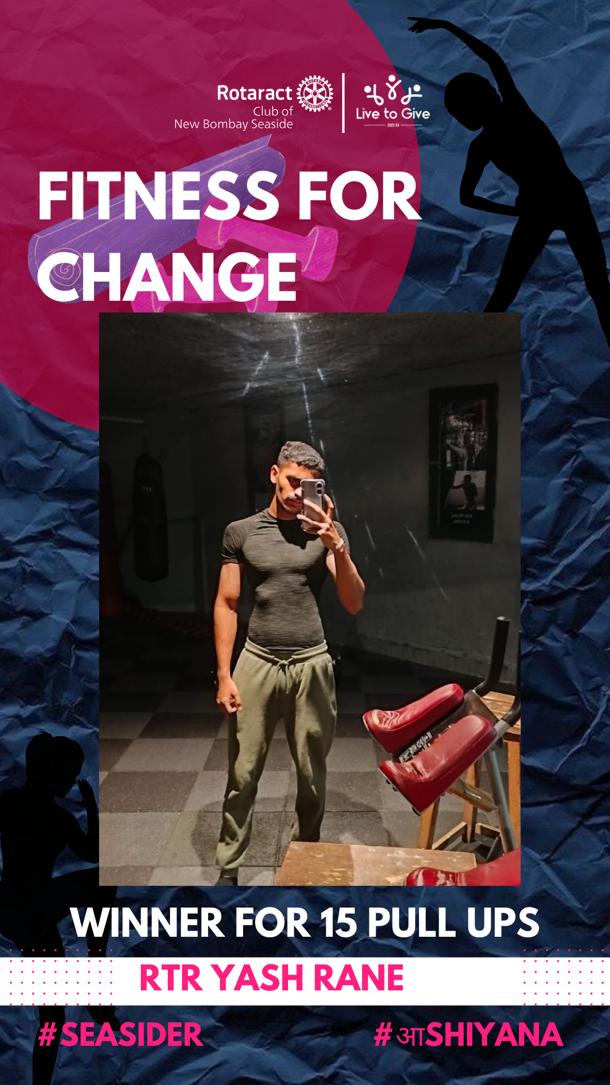 Rotaract
Club of
New Bombay Seaside
Live to Give
FITNESS FOR
CHANGE
WINNER FOR 15 PULL UPS
RTR YASH RANE
#SEASIDER
#आSHIYANA